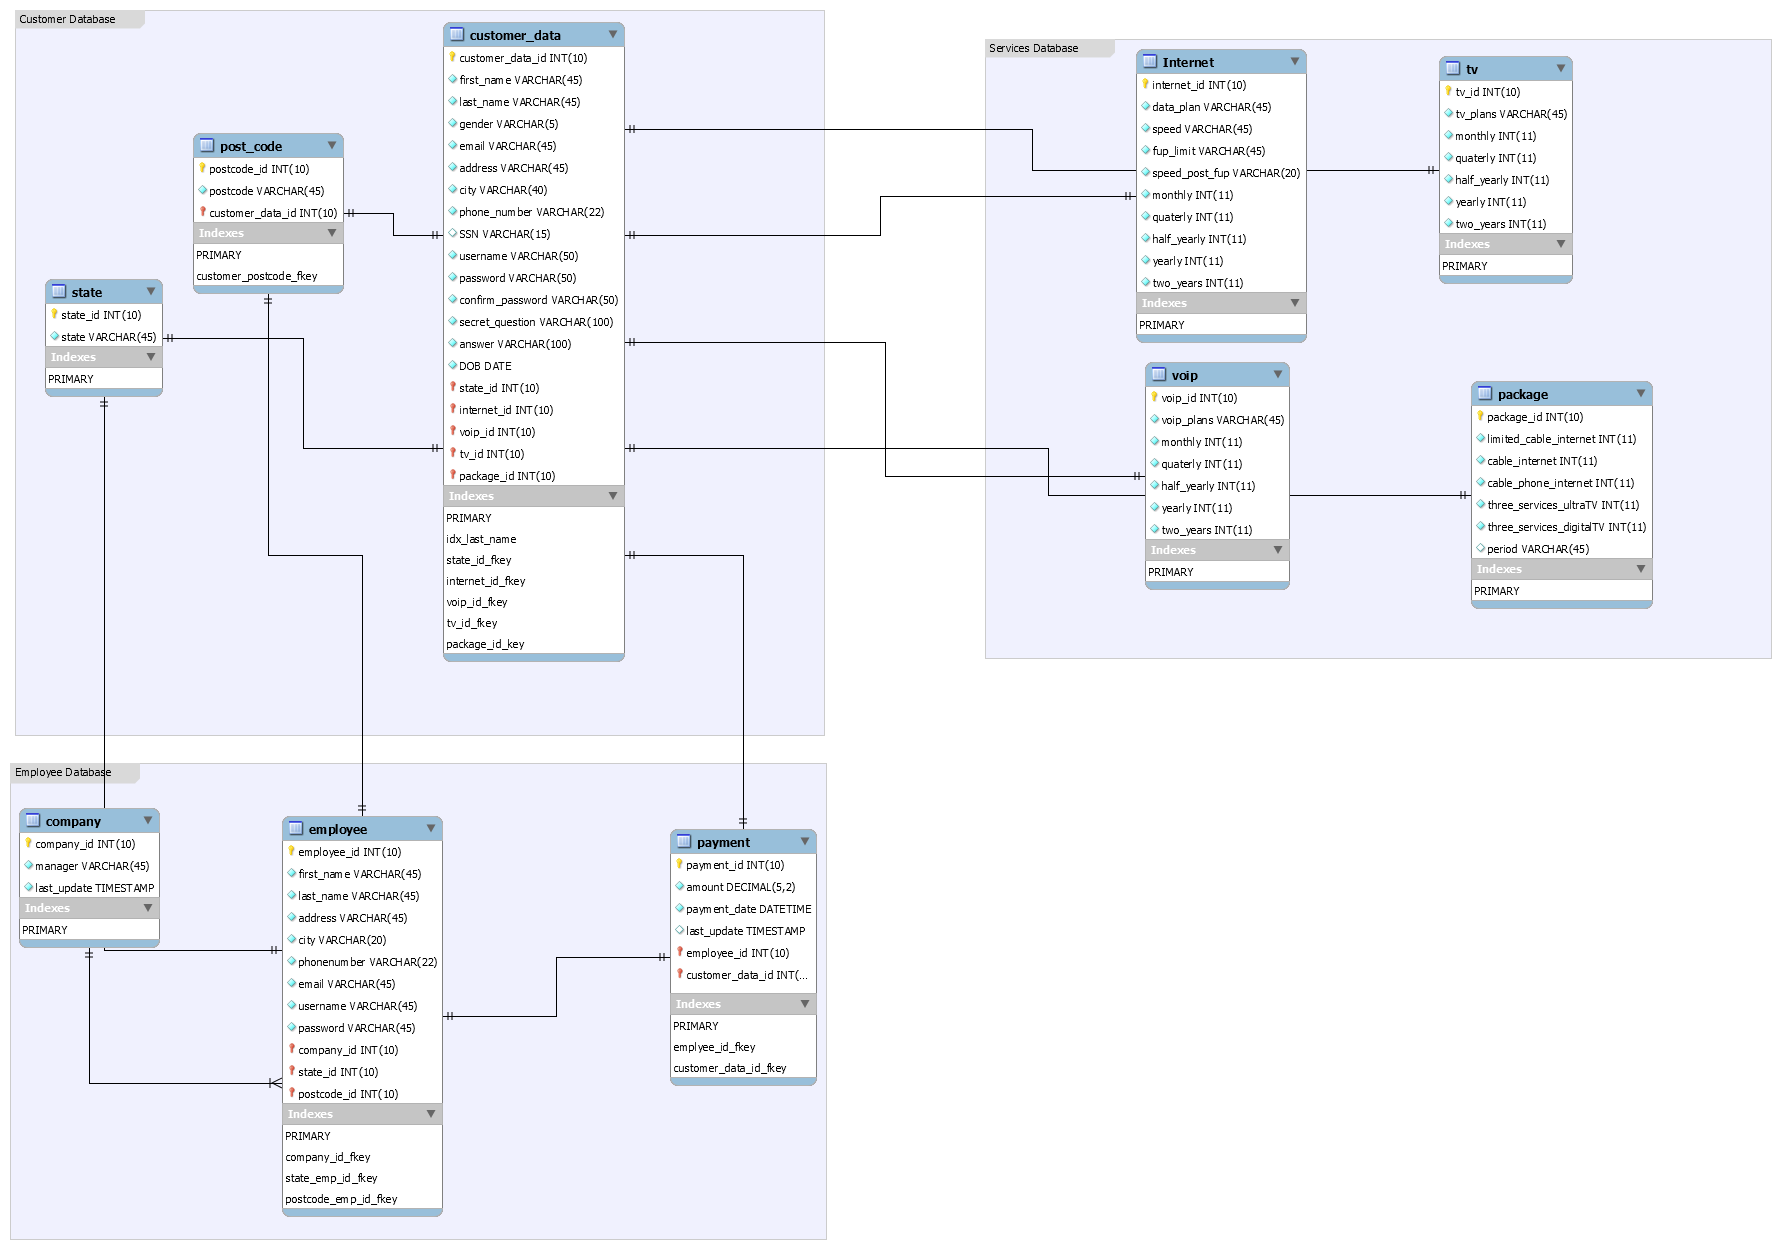 Customer Database
customer_data
customer_data_id INT(10)
first_name VARCHAR(45)
last_name VARCHAR(45)
gender VARCHAR(5)
email VARCHAR(45)
address VARCHAR(45)
city VARCHAR(40)
phone_number VARCHAR(22)
SSN VARCHAR(15)
username VARCHAR(50)
password VARCHAR(50)
confirm_password VARCHAR(50)
secret_question VARCHAR(100)
answer VARCHAR(100)
DOB DATE
state_id INT(10)
internet_id INT(10)
voip_id INT(10)
tv_id INT(10)
package_id INT(10)
Indexes
PRIMARY
idx_last_name
state_id_fkey
internet_id_fkey
voip_id_fkey
tv_id_fkey
package_id_key
post_code
postcode_id INT(10)
postcode VARCHAR(45)
customer_data_id INT(10)
Indexes
PRIMARY
customer_postcode_fkey
state
state_id INT(10)
state VARCHAR(45)
Indexes
PRIMARY
Services Database
Internet
internet_id INT(10)
data_plan VARCHAR(45)
speed VARCHAR(45)
fup_limit VARCHAR(45)
speed_post_fup VARCHAR(20)
monthly INT(11)
quaterly INT(11)
half_yearly INT(11)
yearly INT(11)
two_years INT(11)
Indexes
PRIMARY
tv
tv_id INT(10)
tv_plans VARCHAR(45)
monthly INT(11)
quaterly INT(11)
half_yearly INT(11)
yearly INT(11)
two_years INT(11)
Indexes
PRIMARY
voip
voip_id INT(10)
voip_plans VARCHAR(45)
monthly INT(11)
quaterly INT(11)
half_yearly INT(11)
yearly INT(11)
two_years INT(11)
Indexes
PRIMARY
package
package_id INT(10)
limited_cable_internet INT(11)
cable_internet INT(11)
cable_phone_internet INT(11)
three_services_ultraTV INT(11)
three_services_digitalTV INT(11)
period VARCHAR(45)
Indexes
PRIMARY
Employee Database
company
company_id INT(10)
manager VARCHAR(45)
last_update TIMESTAMP
Indexes
PRIMARY
employee
employee_id INT(10)
first_name VARCHAR(45)
last_name VARCHAR(45)
address VARCHAR(45)
city VARCHAR(20)
phonenumber VARCHAR(22)
email VARCHAR(45)
username VARCHAR(45)
password VARCHAR(45)
company_id INT(10)
state_id INT(10)
postcode_id INT(10)
Indexes
PRIMARY
company_id_fkey
state_emp_id_fkey
postcode_emp_id_fkey
payment
payment_id INT(10)
amount DECIMAL(5,2)
payment_date DATETIME
last_update TIMESTAMP
employee_id INT(10)
customer_data_id INT(...
Indexes
PRIMARY
emplyee_id_fkey
customer_data_id_fkey